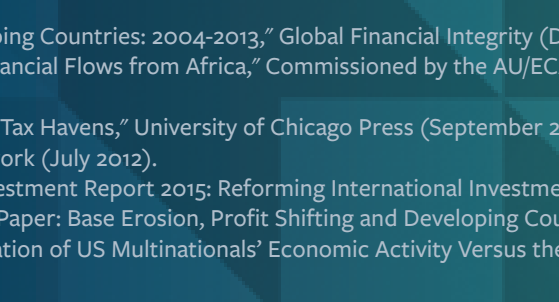 ping Countries: 2004-2013,” Global Financial Integrity (D
ancial Flows from Africa,” Commissioned by the AU/EC
Tax Havens,” University of Chicago Press (September 2
ork (July 2012).
estment Report 2015: Reforming International Investme
Paper: Base Erosion, Profit Shifting and Developing Cou
ation of US Multinationals’ Economic Activity Versus the